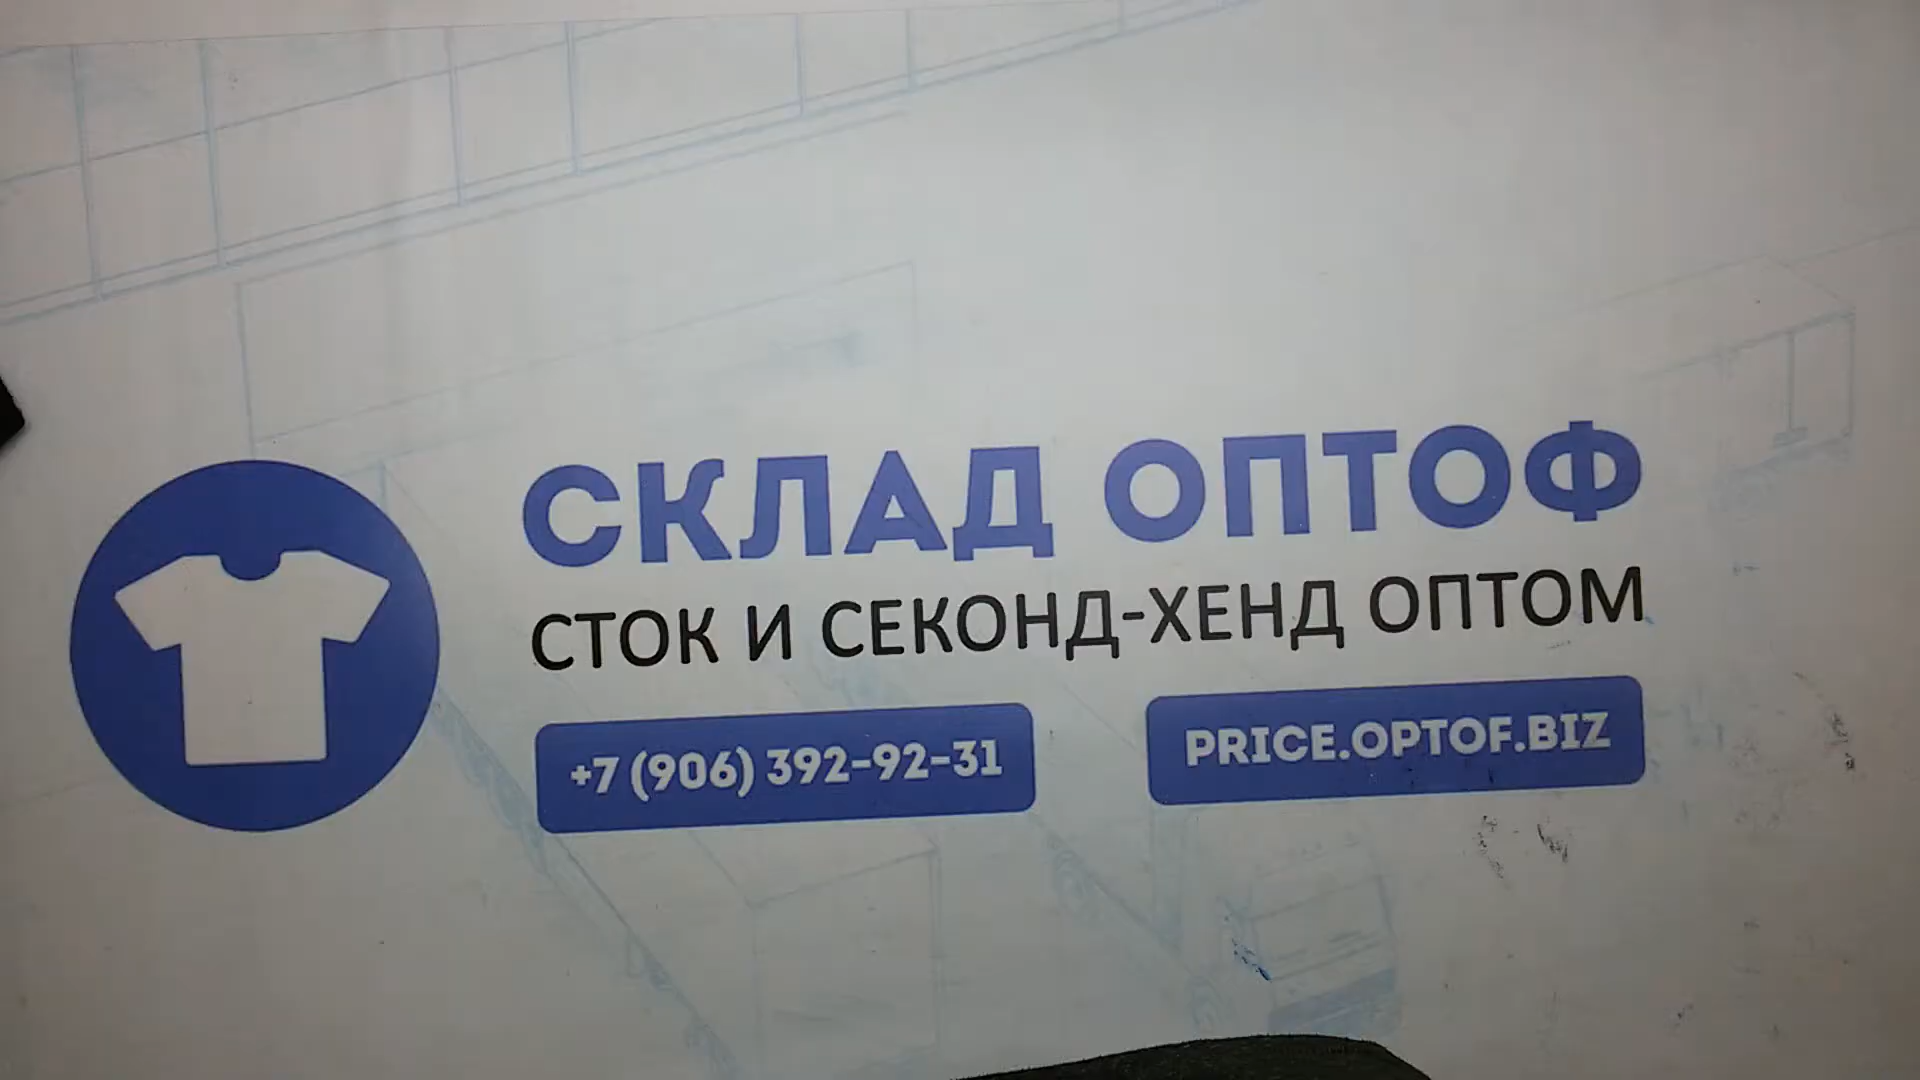 СКЛАД ОПТОФ
СТОК И СЕКОНД-ХЕНД ОПТОМ
+7 (906) 392-92-31
PRICE.OPTOF.BIZ